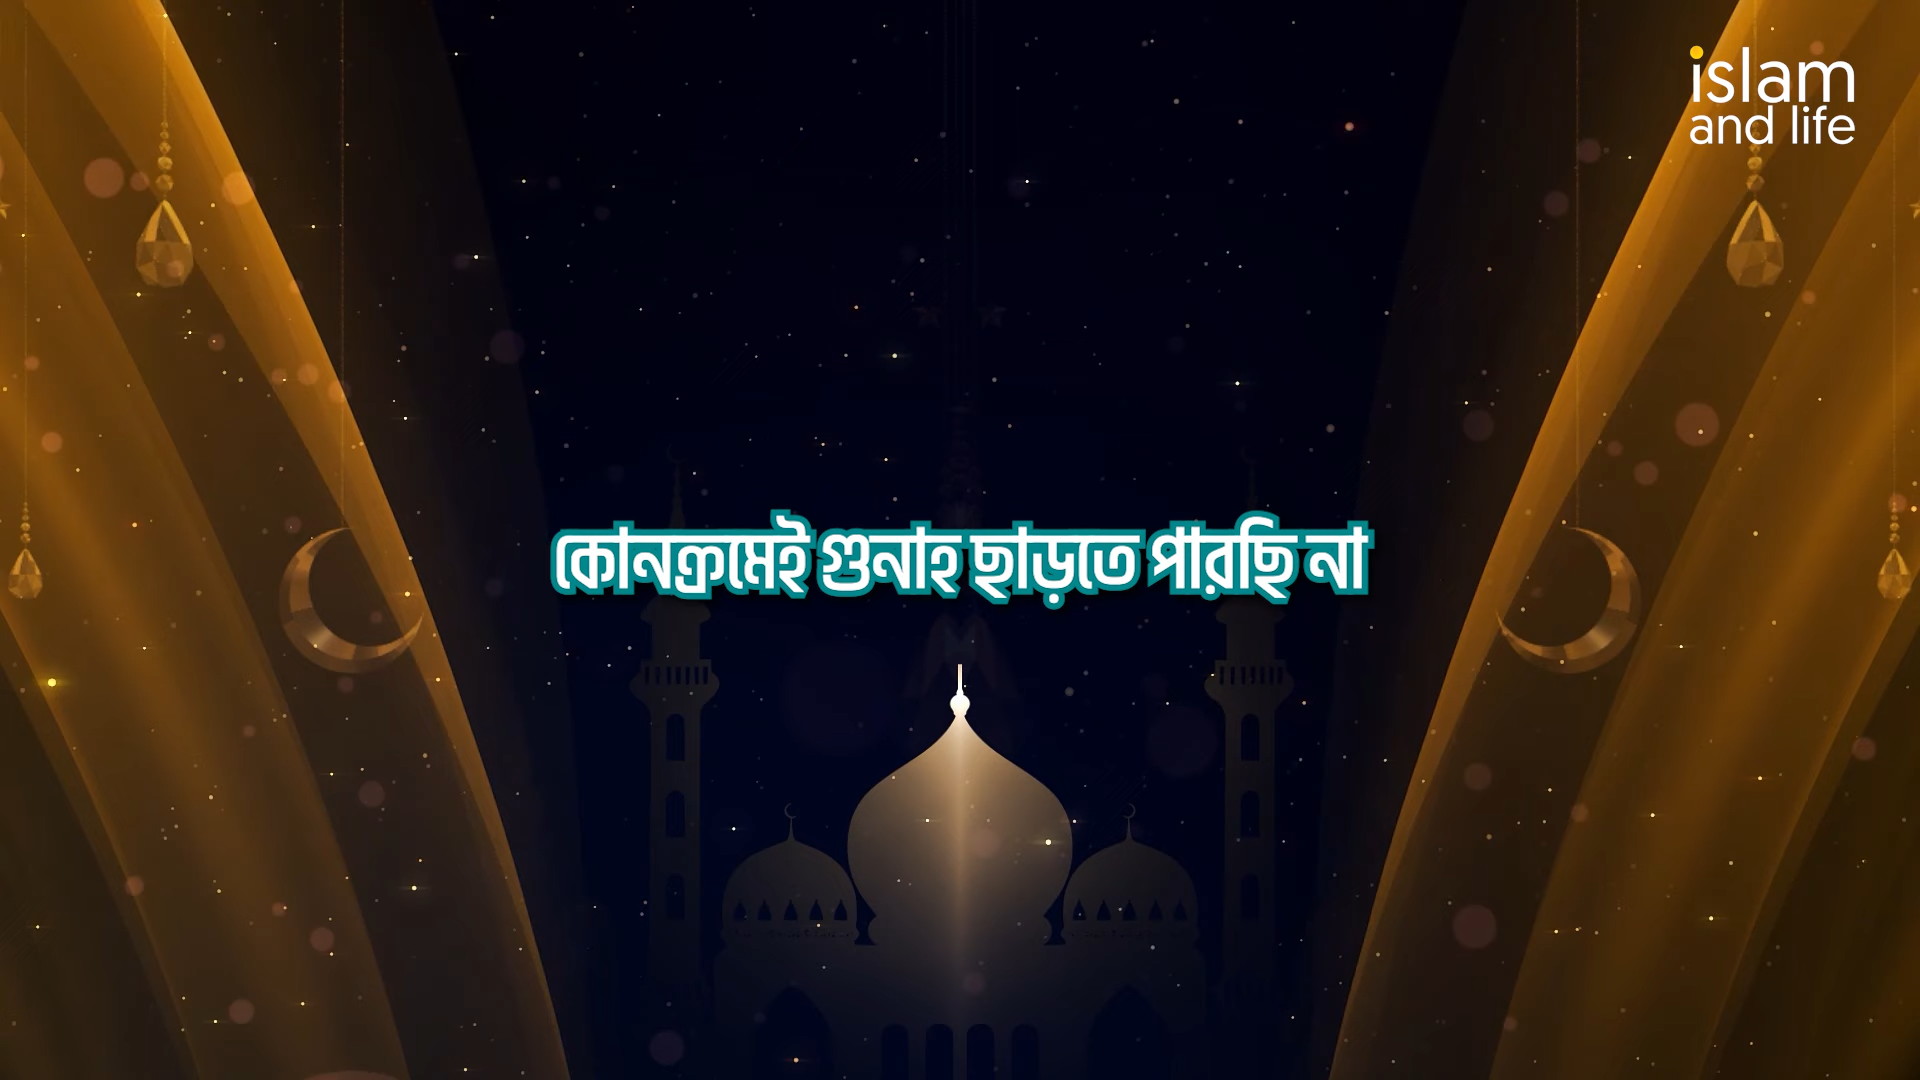 islam
and life
কোনক্রমেই গুনাহ ছাড়তে পারছি না